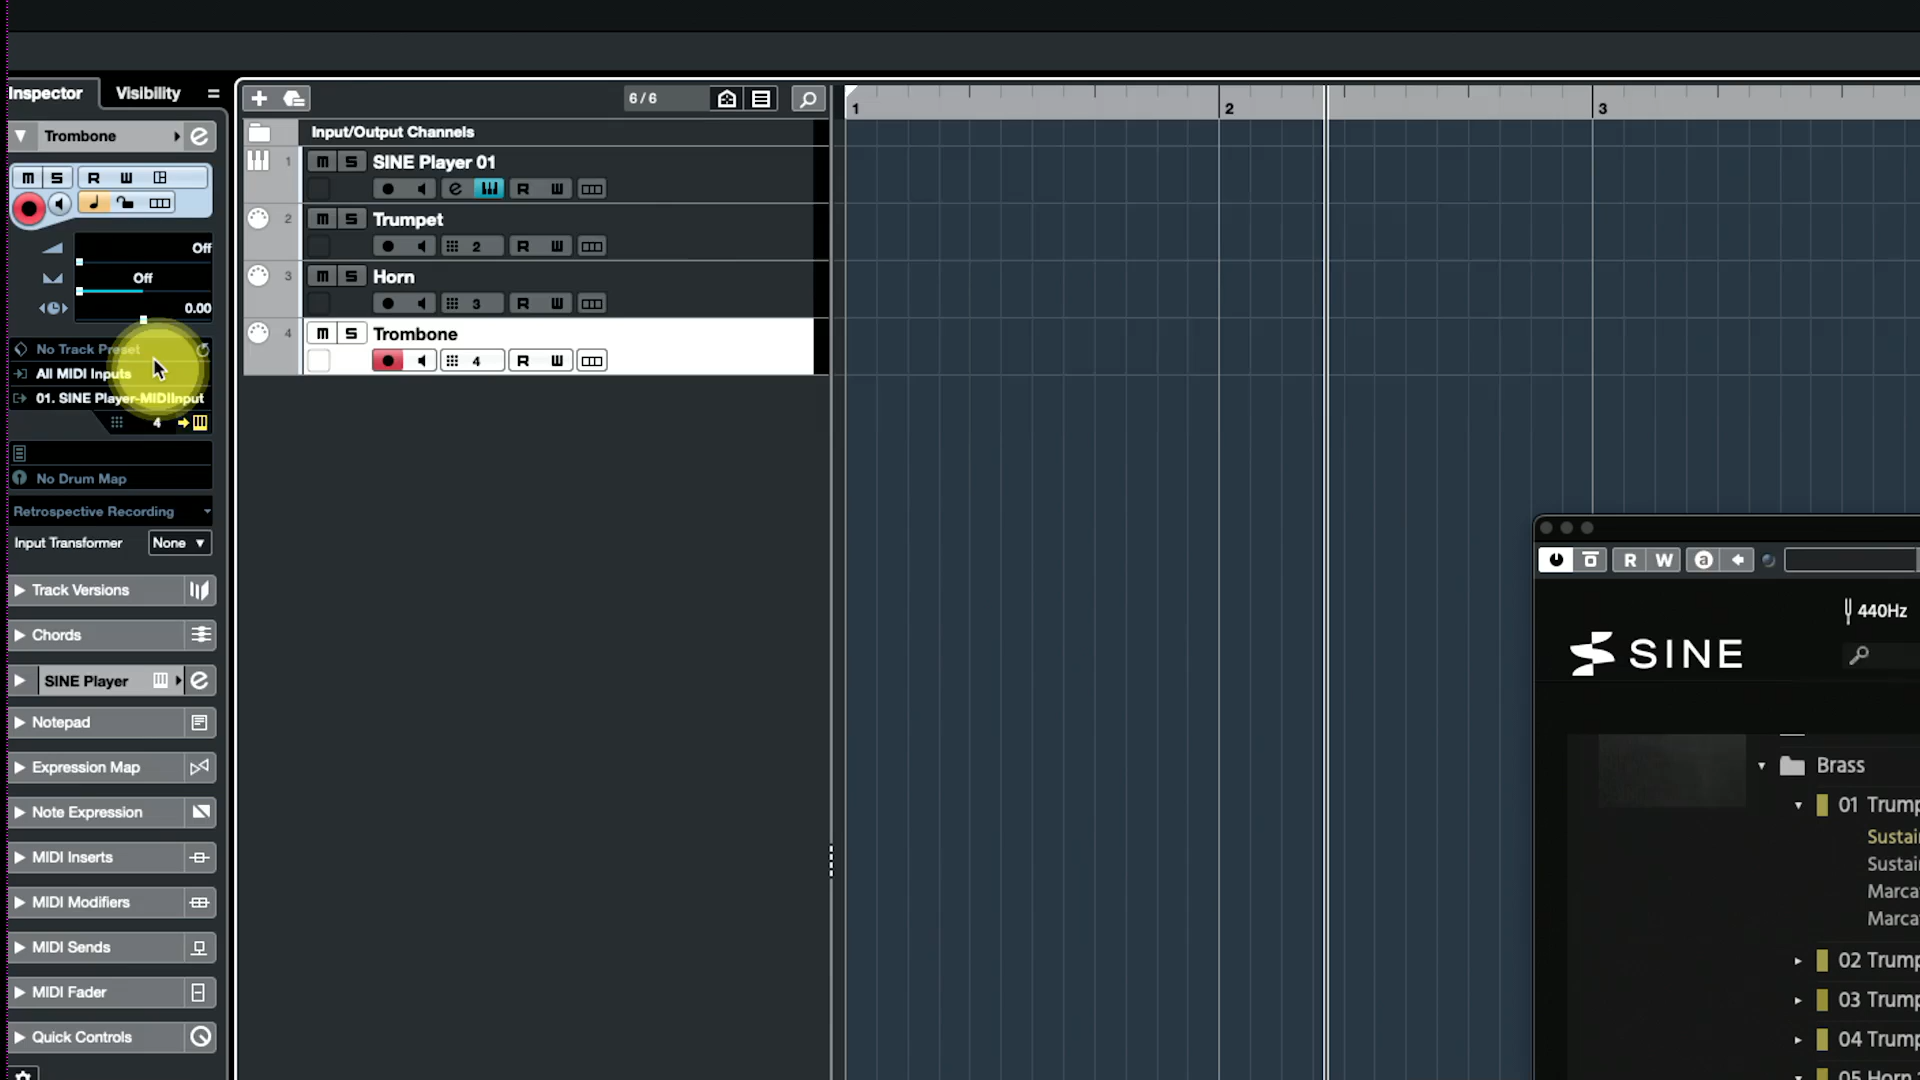 Inspector
Visibility
6/6
1
2
3
Trombone
Input/Output Channels
M S R W
1 M S SINE Player 01
e R W
2 M S Trumpet
2 R W
Off
Off
3 M S Horn
3 R W
0.00
4 M S Trombone
4 R W
No Track Preset
All MIDI Inputs
01. SINE Player-MIDIInput
4
No Drum Map
Retrospective Recording
Input Transformer None
Track Versions
Chords
SINE Player
Notepad
Expression Map
Note Expression
MIDI Inserts
MIDI Modifiers
MIDI Sends
MIDI Fader
Quick Controls
R W a
440Hz
SINE
Brass
01 Trump
Sustai
Sustai
Marca
Marca
02 Trump
03 Trump
04 Trump
05 Horn